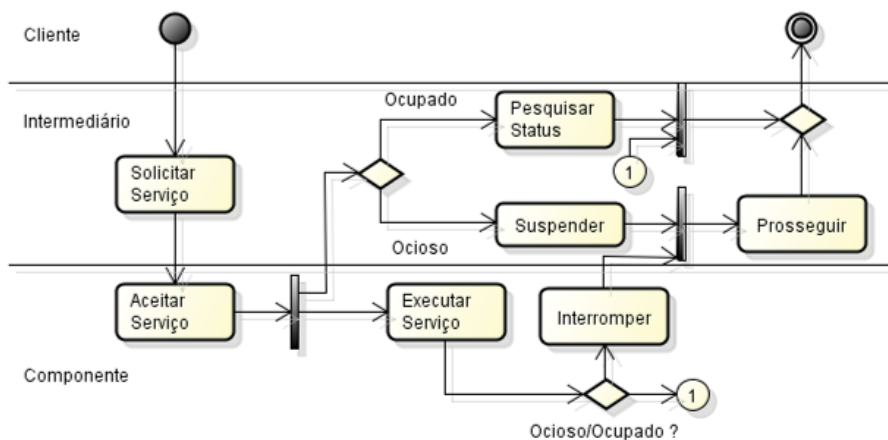 Cliente
Intermediário
Ocupado
Pesquisar
Status
1
Solicitar
Serviço
Suspender
Prosseguir
Ocioso
Aceitar
Serviço
Executar
Serviço
Interromper
Componente
1
Ocioso/Ocupado ?